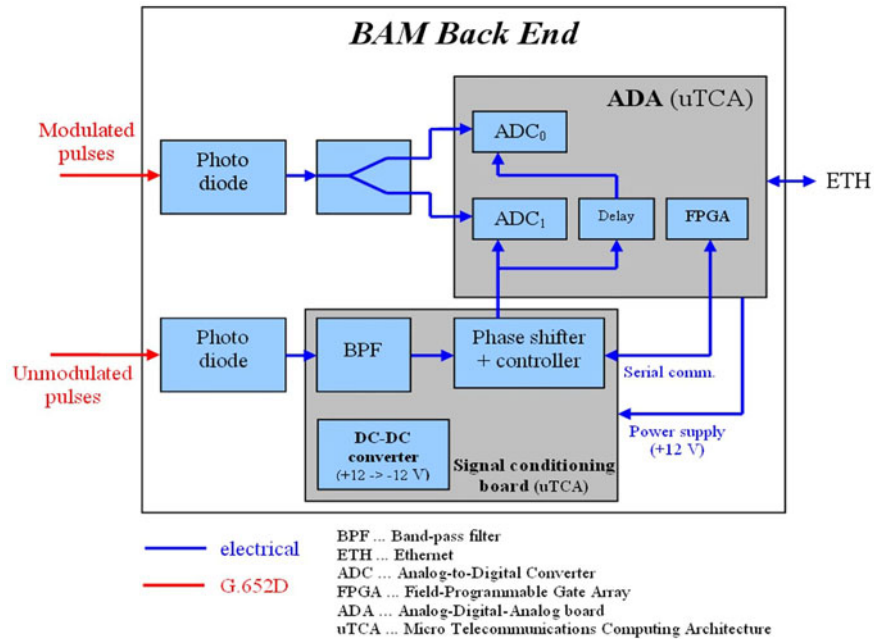 BAM Back End
ADA (uTCA)
Modulated
pulses
Photo
diode
ADC0
ADC1
Delay
FPGA
ETH
Unmodulated
pulses
Photo
diode
BPF
Phase shifter
+ controller
Serial comm.
Power supply
(+12 V)
DC-DC
converter
(+12 -> -12 V)
Signal conditioning
board (uTCA)
electrical
G.652D
BPF ... Band-pass filter
ETH ... Ethernet
ADC ... Analog-to-Digital Converter
FPGA ... Field-Programmable Gate Array
ADA ... Analog-Digital-Analog board
uTCA ... Micro Telecommunications Computing Architecture